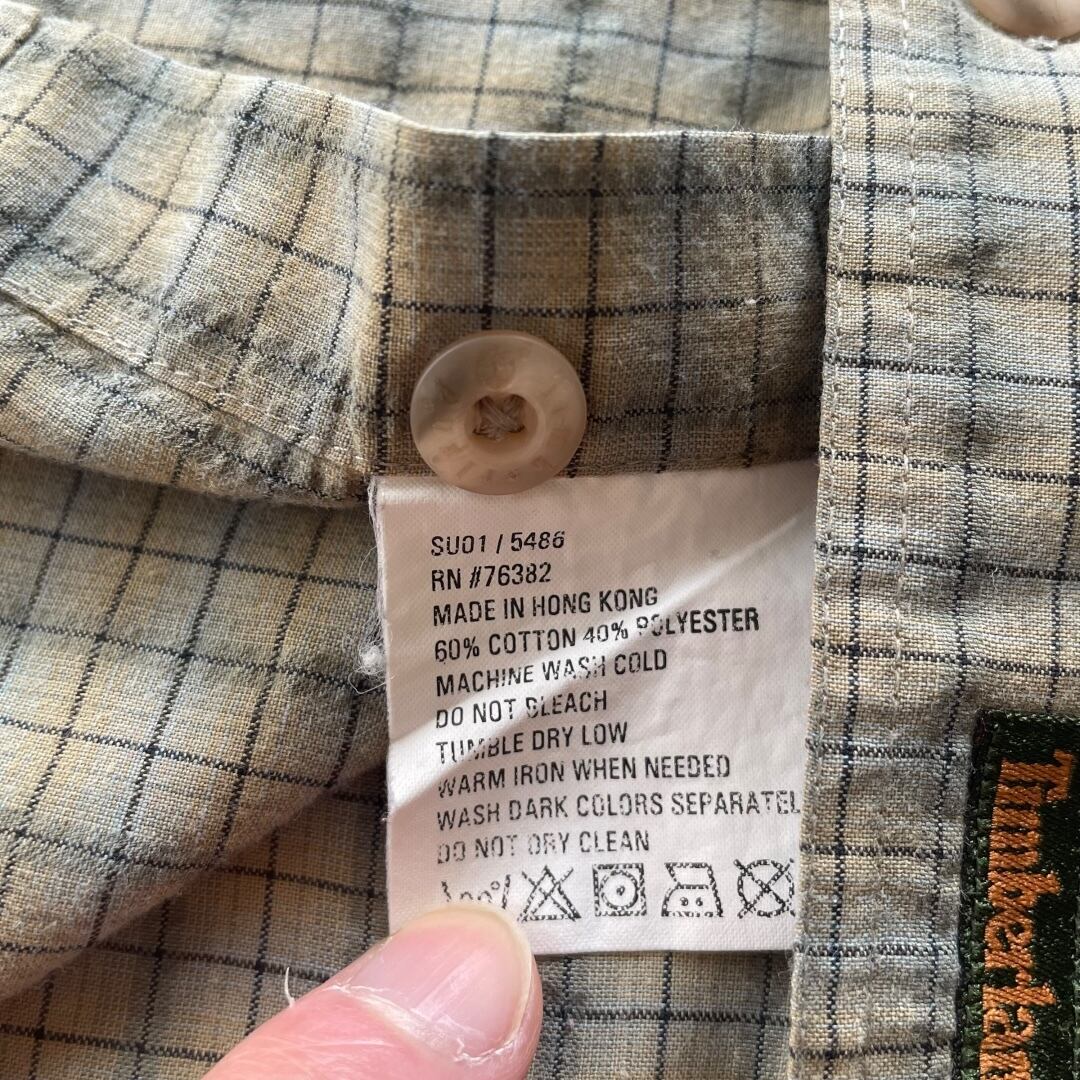 SU01 / 5486
RN #76382
MADE IN HONG KONG
60% COTTON 40% POLYESTER
MACHINE WASH COLD
DO NOT BLEACH
TUMBLE DRY LOW
WARM IRON WHEN NEEDED
WASH DARK COLORS SEPARATEL
DO NOT DRY CLEAN
Timberlan